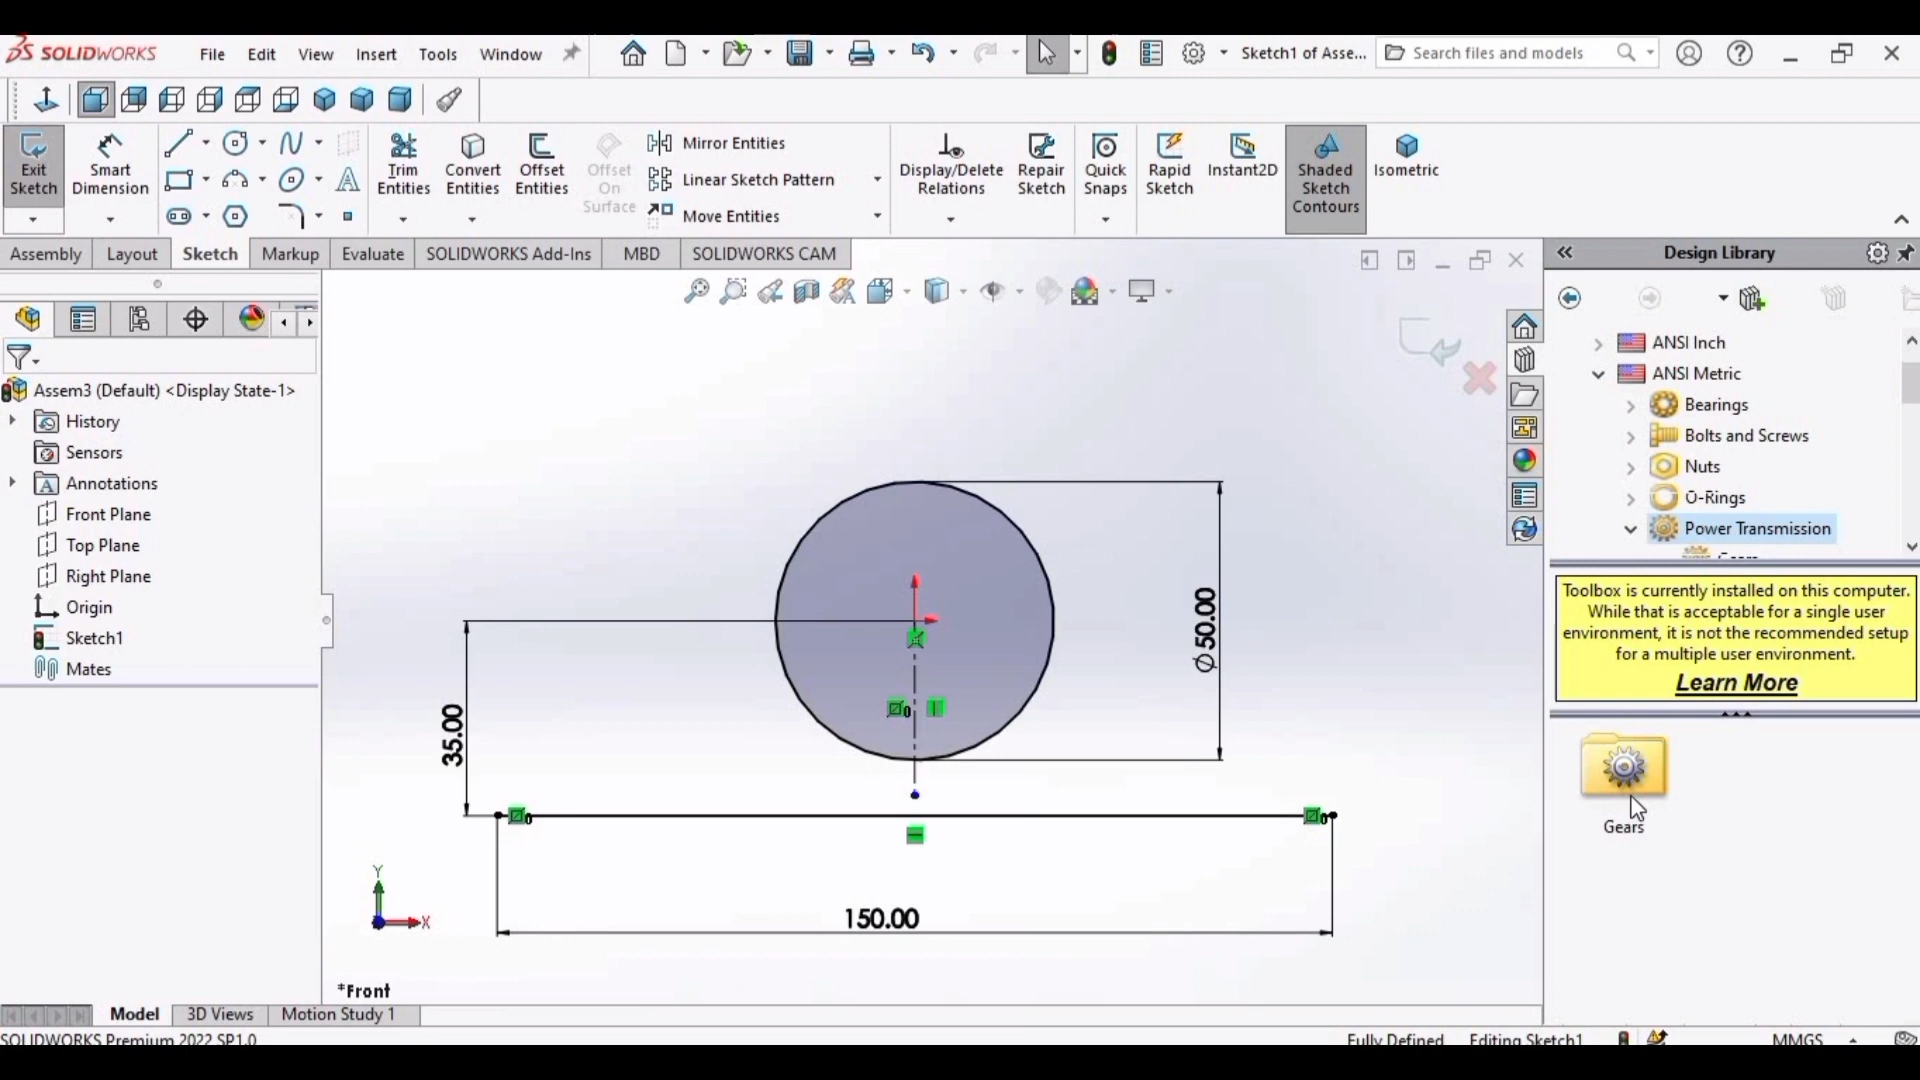 SOLIDWORKS File Edit View Insert Tools Window Sketch1 of Asse... Search files and models
Exit Sketch
Smart Dimension
Trim Entities
Convert Entities
Offset Entities
Offset On Surface
Mirror Entities
Linear Sketch Pattern
Move Entities
Display/Delete Relations
Repair Sketch
Quick Snaps
Rapid Sketch
Instant2D
Shaded Sketch Contours
Isometric
Assembly Layout Sketch Markup Evaluate SOLIDWORKS Add-Ins MBD SOLIDWORKS CAM
Assem3 (Default) <Display State-1>
History
Sensors
Annotations
Front Plane
Top Plane
Right Plane
Origin
Sketch1
Mates
35.00
Ø50.00
150.00
Y
X
*Front
Design Library
ANSI Inch
ANSI Metric
Bearings
Bolts and Screws
Nuts
O-Rings
Power Transmission
Toolbox is currently installed on this computer.
While that is acceptable for a single user
environment, it is not the recommended setup
for a multiple user environment.
Learn More
Gears
Model 3D Views Motion Study 1
SOLIDWORKS Premium 2022 SP1.0 Fully Defined Editing Sketch1 MMGS